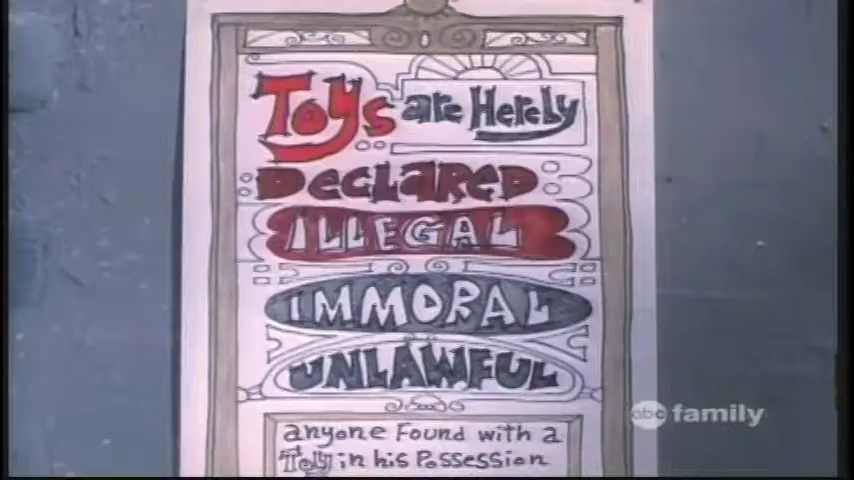 Toys are Hereby
DECLARED
ILLEGAL
IMMORAL
UNLAWFUL
anyone Found with a
Toy in his Possession
abc family